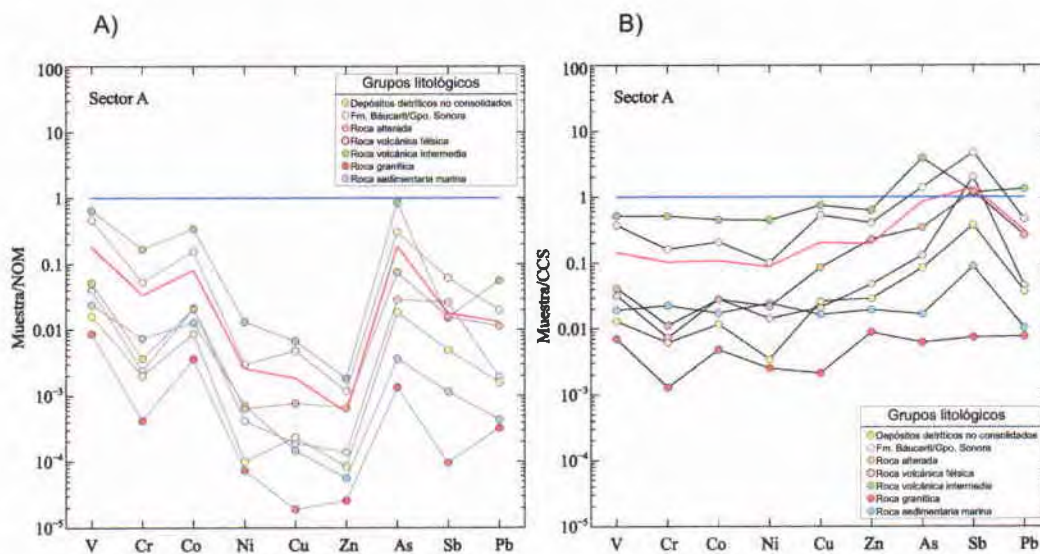 A)
B)
100
10
1
0.1
0.01
10⁻³
10⁻⁴
10⁻⁵
Muestra/NOM
Sector A
Grupos litológicos
Depósitos detríticos no consolidados
Fm. Báucarit/Gpo. Sonora
Roca alterada
Roca volcánica félsica
Roca volcánica intermedia
Roca granítica
Roca sedimentaria marina
V Cr Co Ni Cu Zn As Sb Pb
100
10
1
0.1
0.01
10⁻³
10⁻⁴
10⁻⁵
Muestra/CCS
Sector A
Grupos litológicos
Depósitos detríticos no consolidados
Fm. Báucarit/Gpo. Sonora
Roca alterada
Roca volcánica félsica
Roca volcánica intermedia
Roca granítica
Roca sedimentaria marina
V Cr Co Ni Cu Zn As Sb Pb